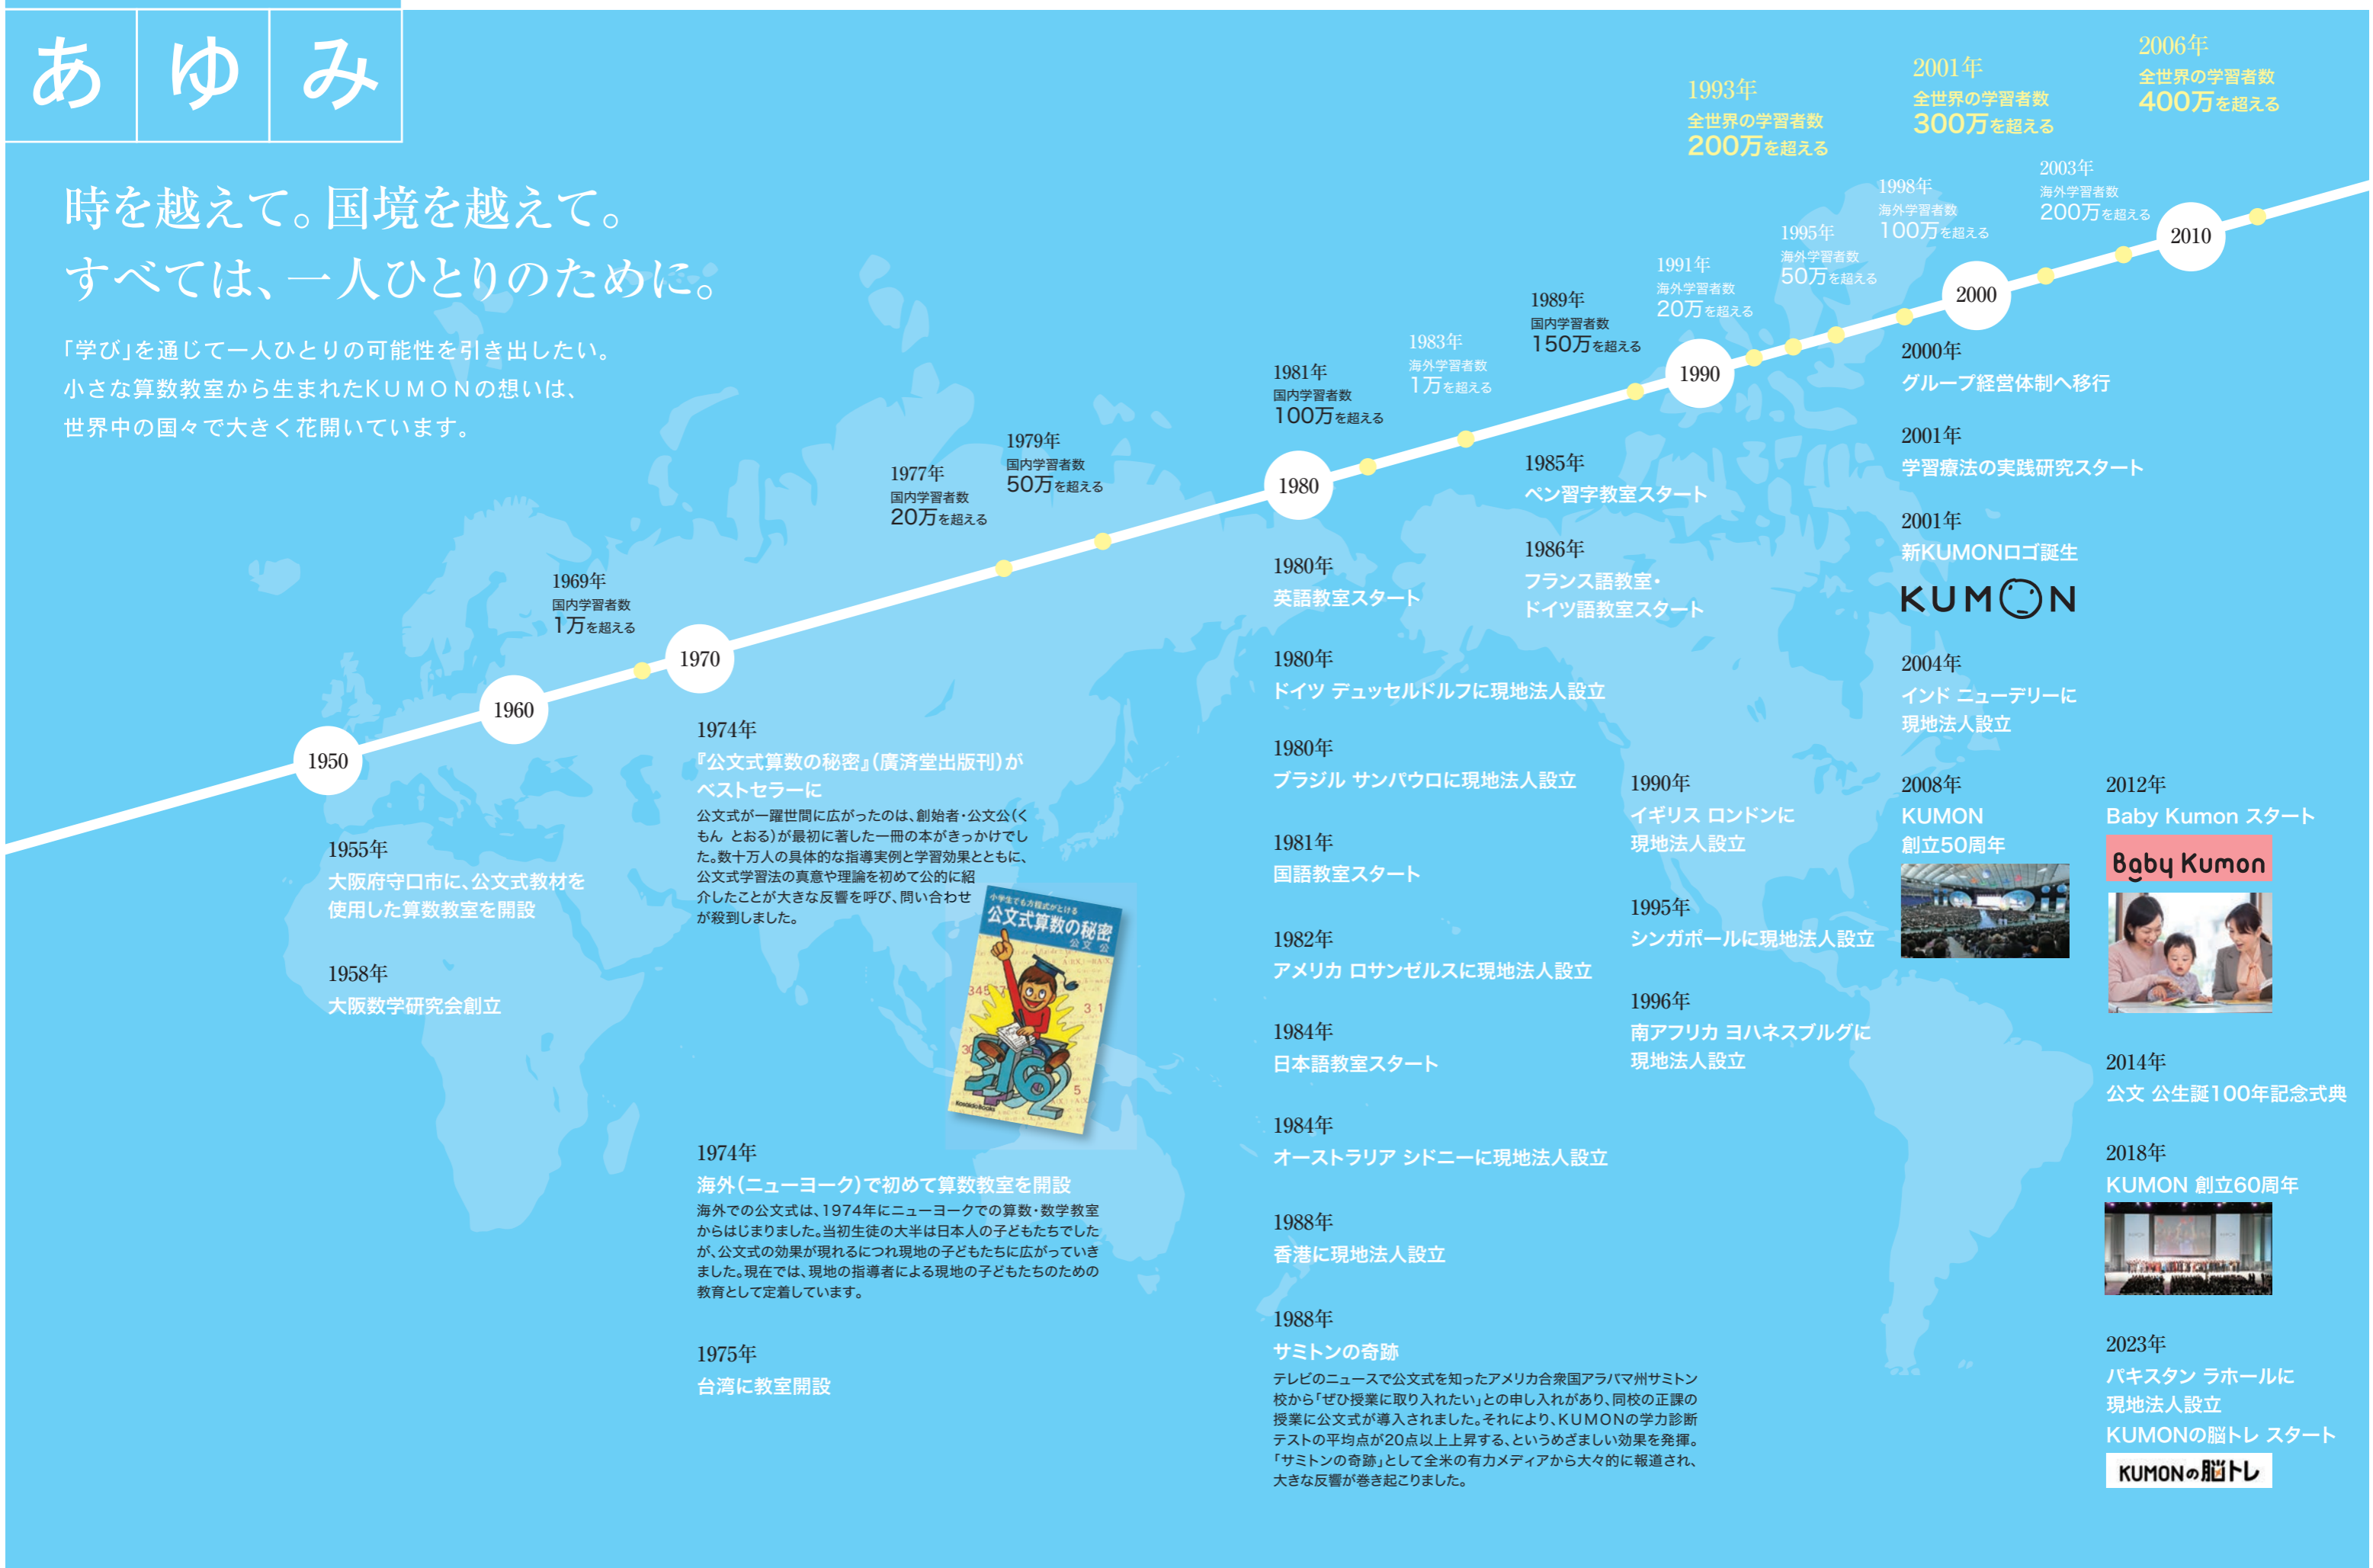 あゆみ
時を越えて。国境を越えて。
すべては、一人ひとりのために。
「学び」を通じて一人ひとりの可能性を引き出したい。
小さな算数教室から生まれたKUMONの想いは、
世界中の国々で大きく花開いています。
1950
1960
1970
1980
1990
2000
2010
1969年
国内学習者数
1万を超える
1977年
国内学習者数
20万を超える
1979年
国内学習者数
50万を超える
1981年
国内学習者数
100万を超える
1983年
海外学習者数
1万を超える
1989年
国内学習者数
150万を超える
1991年
海外学習者数
20万を超える
1993年
全世界の学習者数
200万を超える
1995年
海外学習者数
50万を超える
1998年
海外学習者数
100万を超える
2001年
全世界の学習者数
300万を超える
2003年
海外学習者数
200万を超える
2006年
全世界の学習者数
400万を超える
1955年
大阪府守口市に、公文式教材を
使用した算数教室を開設
1958年
大阪数学研究会創立
1974年
『公文式算数の秘密』（廣済堂出版刊）が
ベストセラーに
公文式が一躍世間に広がったのは、創始者・公文公（く
もん とおる）が最初に著した一冊の本がきっかけでし
た。数十万人の具体的な指導実例と学習効果とともに、
公文式学習法の真意や理論を初めて公的に紹
介したことが大きな反響を呼び、問い合わせ
が殺到しました。
小学生でも方程式がとける
公文式算数の秘密
公文 公
1974年
海外（ニューヨーク）で初めて算数教室を開設
海外での公文式は、1974年にニューヨークでの算数・数学教室
からはじまりました。当初生徒の大半は日本人の子どもたちでした
が、公文式の効果が現れるにつれ現地の子どもたちに広がっていき
ました。現在では、現地の指導者による現地の子どもたちのための
教育として定着しています。
1975年
台湾に教室開設
1980年
英語教室スタート
1980年
ドイツ デュッセルドルフに現地法人設立
1980年
ブラジル サンパウロに現地法人設立
1981年
国語教室スタート
1982年
アメリカ ロサンゼルスに現地法人設立
1984年
日本語教室スタート
1984年
オーストラリア シドニーに現地法人設立
1988年
香港に現地法人設立
1988年
サミトンの奇跡
テレビのニュースで公文式を知ったアメリカ合衆国アラバマ州サミトン
校から「ぜひ授業に取り入れたい」との申し入れがあり、同校の正課の
授業に公文式が導入されました。それにより、KUMONの学力診断
テストの平均点が20点以上上昇する、というめざましい効果を発揮。
「サミトンの奇跡」として全米の有力メディアから大々的に報道され、
大きな反響が巻き起こりました。
1985年
ペン習字教室スタート
1986年
フランス語教室・
ドイツ語教室スタート
1990年
イギリス ロンドンに
現地法人設立
1995年
シンガポールに現地法人設立
1996年
南アフリカ ヨハネスブルグに
現地法人設立
2000年
グループ経営体制へ移行
2001年
学習療法の実践研究スタート
2001年
新KUMONロゴ誕生
KUMON
2004年
インド ニューデリーに
現地法人設立
2008年
KUMON
創立50周年
2012年
Baby Kumon スタート
Baby Kumon
2014年
公文 公生誕100年記念式典
2018年
KUMON 創立60周年
2023年
パキスタン ラホールに
現地法人設立
KUMONの脳トレ スタート
KUMONの脳トレ